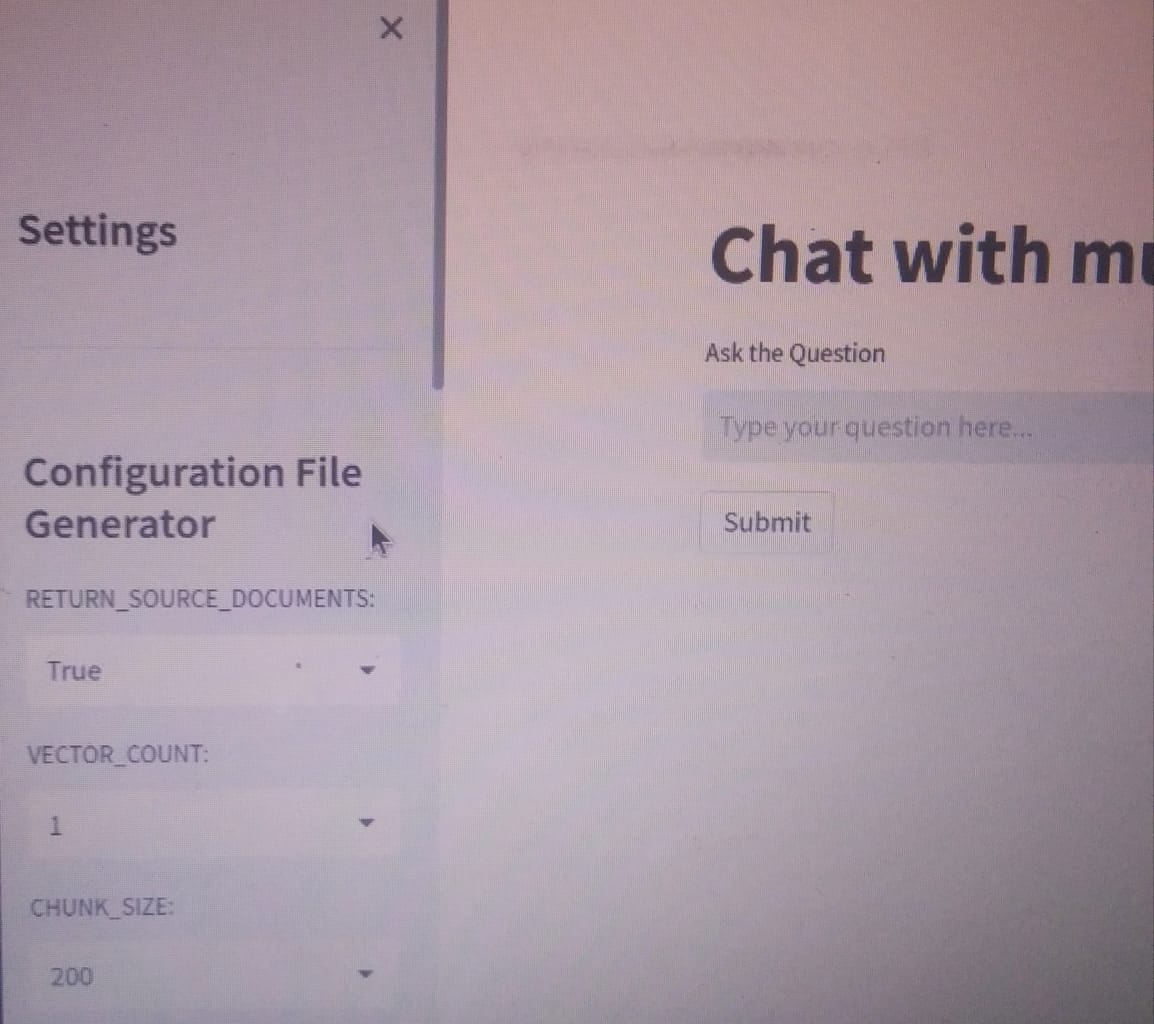 ×
Settings
Configuration File
Generator
RETURN_SOURCE_DOCUMENTS:
True
VECTOR_COUNT:
1
CHUNK_SIZE:
200
Chat with
Ask the Question
Type your question here...
Submit